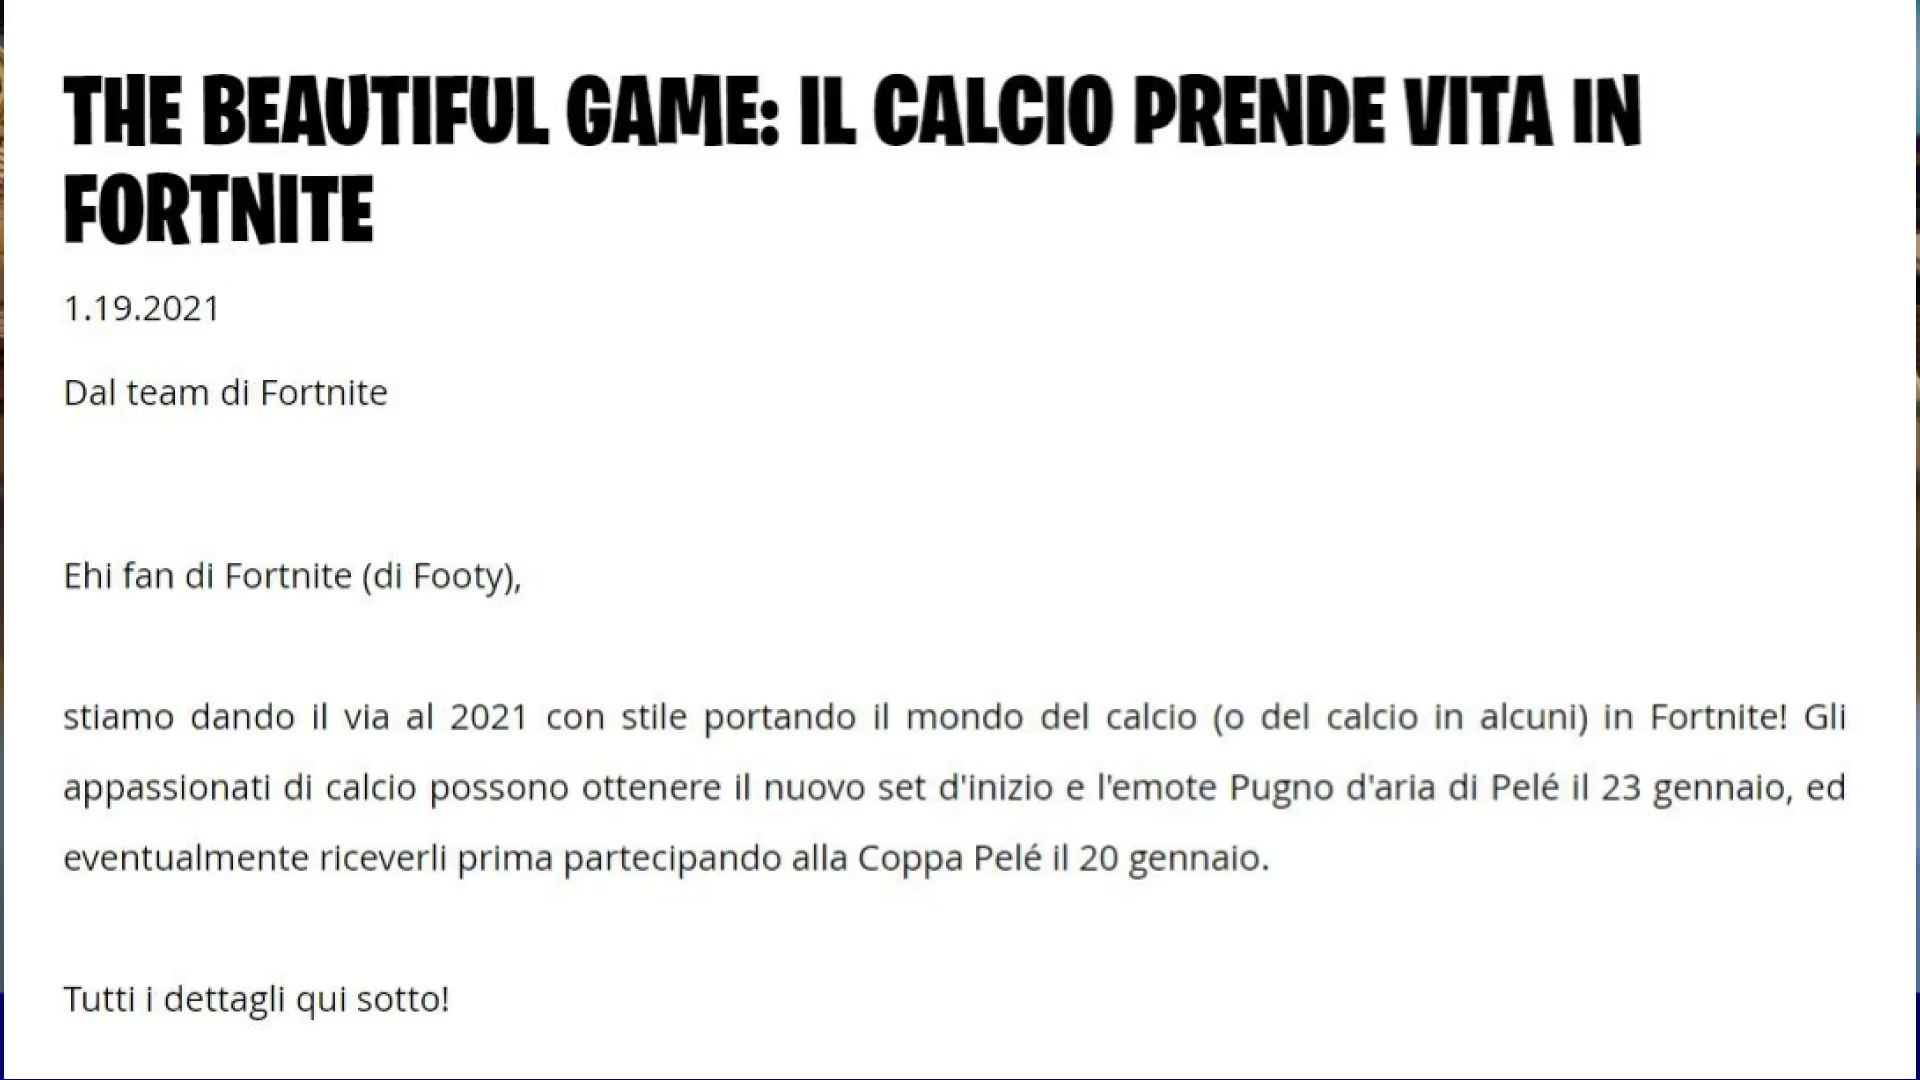 THE BEAUTIFUL GAME: IL CALCIO PRENDE VITA IN
FORTNITE
1.19.2021
Dal team di Fortnite
Ehi fan di Fortnite (di Footy),
stiamo dando il via al 2021 con stile portando il mondo del calcio (o del calcio in alcuni) in Fortnite! Gli
appassionati di calcio possono ottenere il nuovo set d'inizio e l'emote Pugno d'aria di Pelé il 23 gennaio, ed
eventualmente riceverli prima partecipando alla Coppa Pelé il 20 gennaio.
Tutti i dettagli qui sotto!